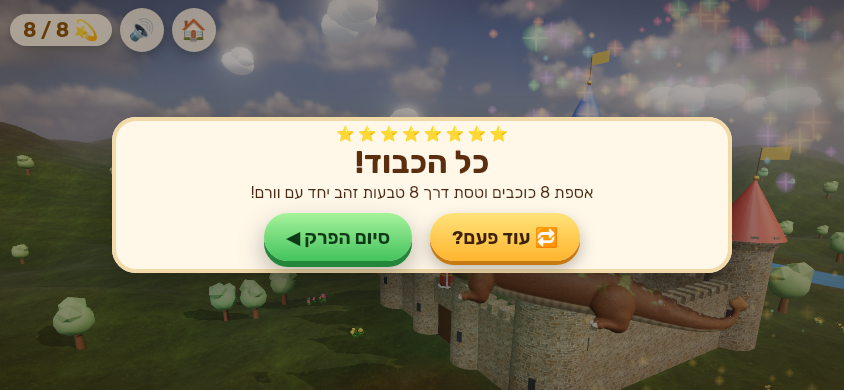 8 / 8 💫
כל הכבוד!
אספת 8 כוכבים וטסת דרך 8 טבעות זהב יחד עם וורם!
🔁 עוד פעם?
סיום הפרק ◀